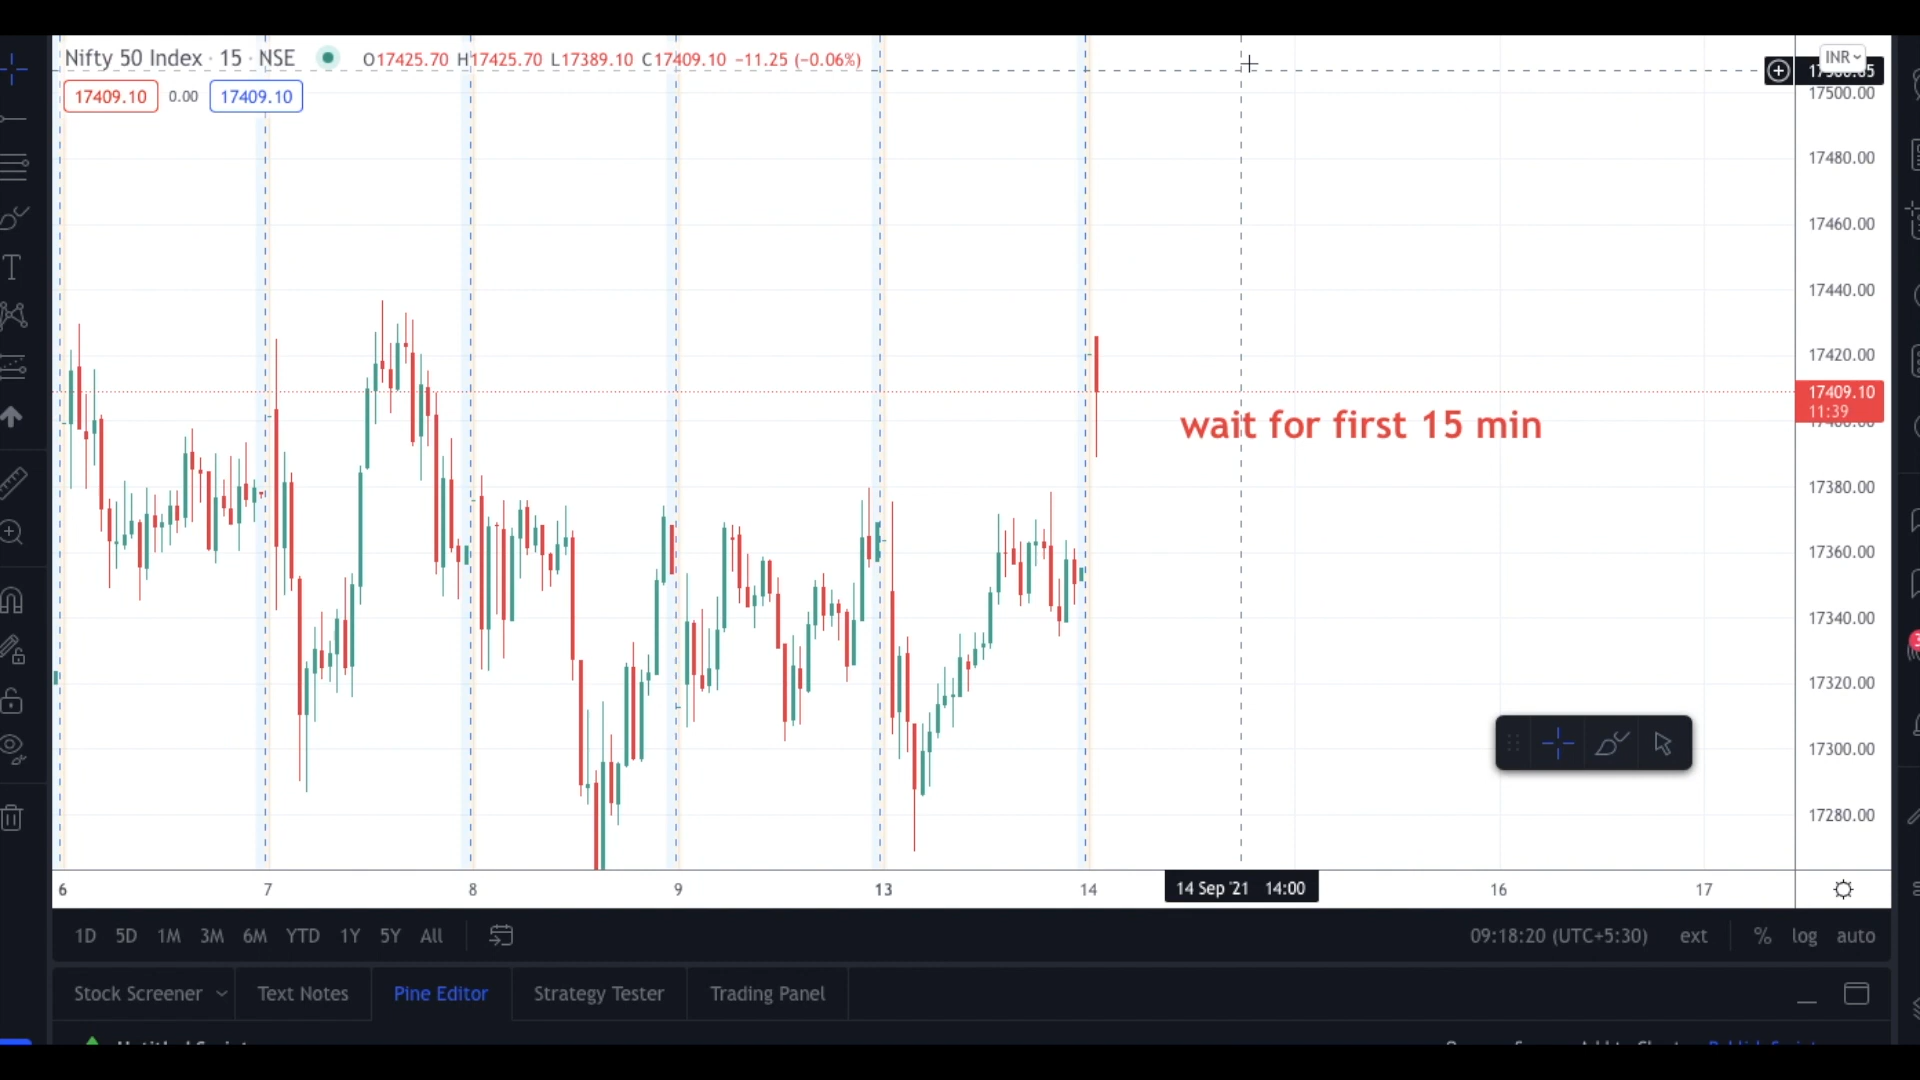 Nifty 50 Index · 15 · NSE O17425.70 H17425.70 L17389.10 C17409.10 −11.25 (−0.06%)
INR
17409.10 0.00 17409.10
17500.00
17480.00
17460.00
17440.00
17420.00
17409.10
11:39
wait for first 15 min
17380.00
17360.00
17340.00
17320.00
17300.00
17280.00
6 7 8 9 13 14 14 Sep '21 14:00 16 17
1D 5D 1M 3M 6M YTD 1Y 5Y All 09:18:20 (UTC+5:30) ext % log auto
Stock Screener Text Notes Pine Editor Strategy Tester Trading Panel